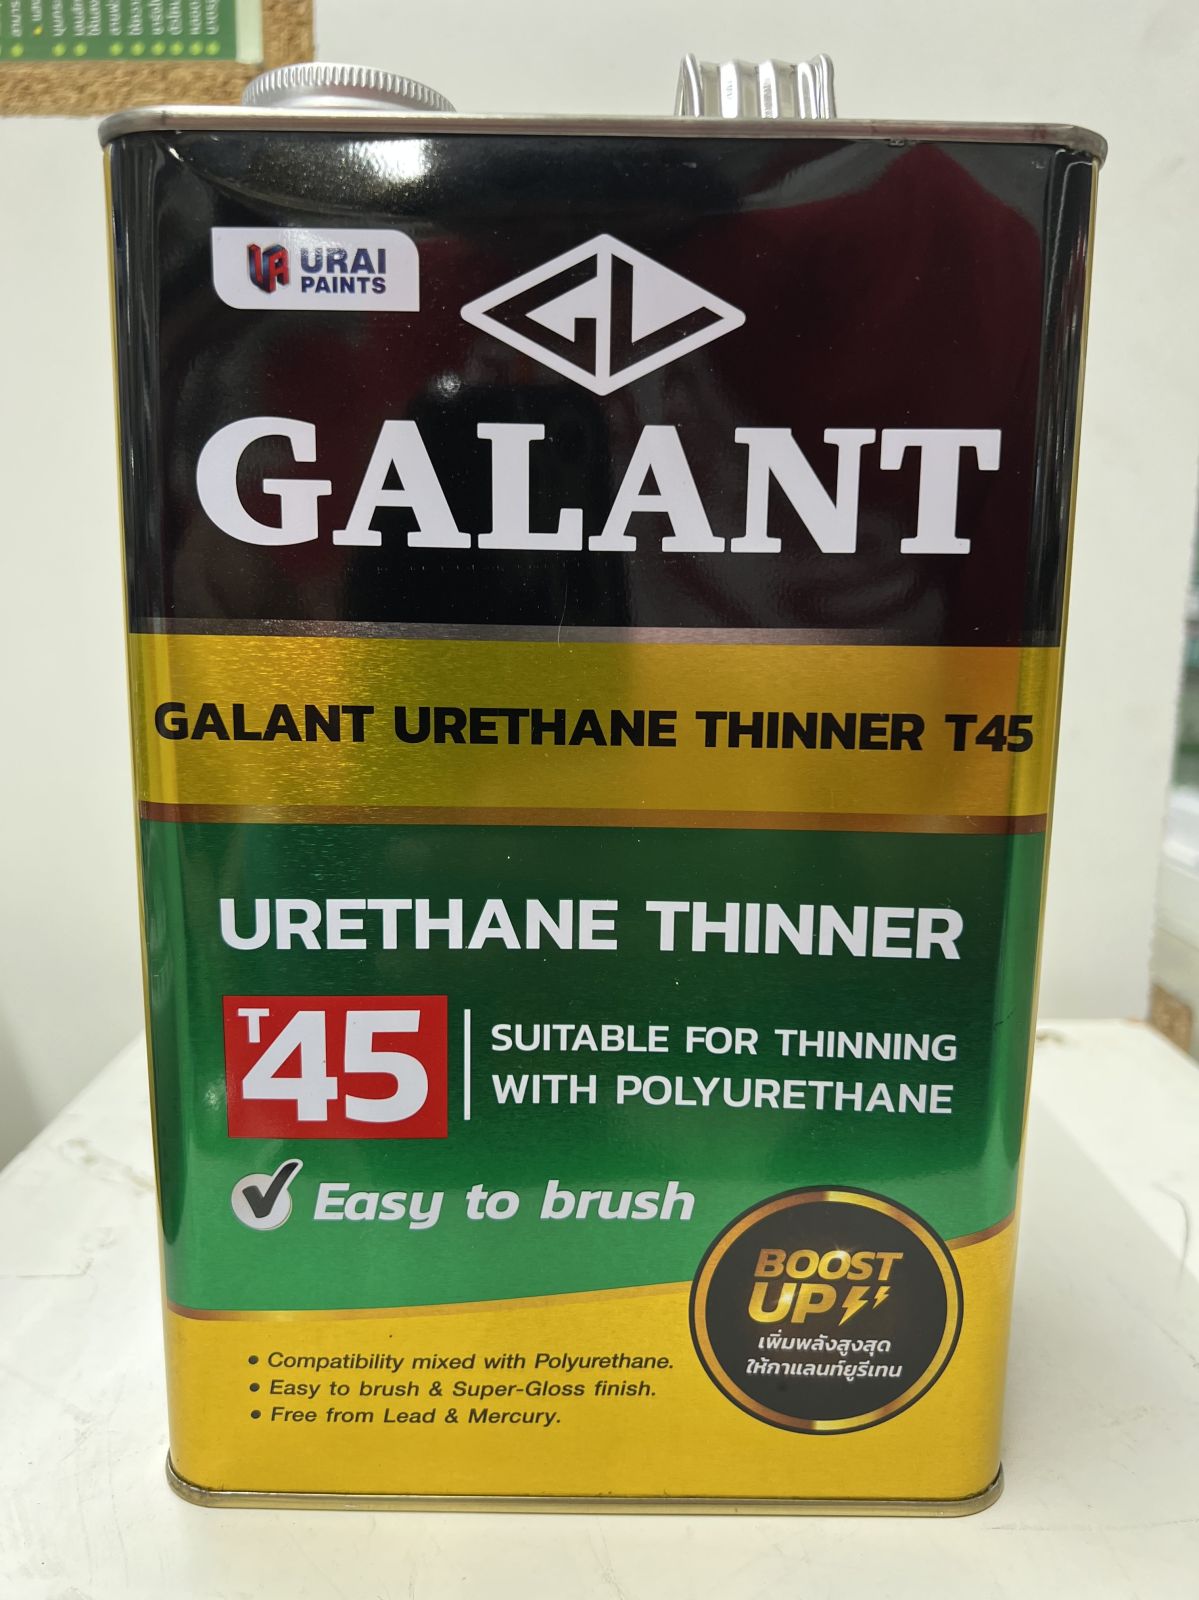 URAI
PAINTS
GL
GALANT
GALANT URETHANE THINNER T45
URETHANE THINNER
T45
SUITABLE FOR THINNING
WITH POLYURETHANE
Easy to brush
BOOST
UP
เพิ่มพลังสูงสุด
ให้กาแลนท์ยูรีเทน
• Compatibility mixed with Polyurethane.
• Easy to brush & Super-Gloss finish.
• Free from Lead & Mercury.